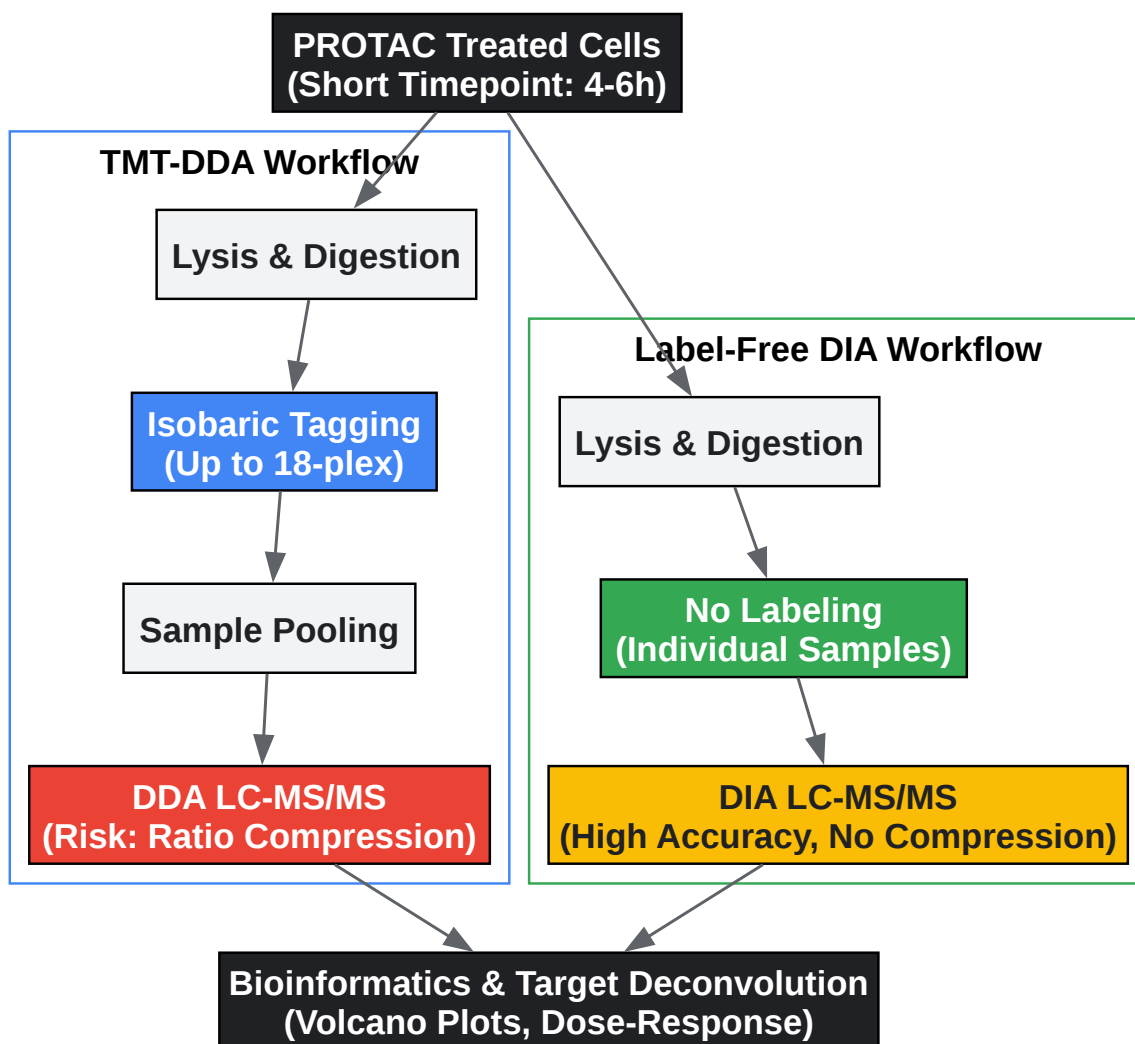 PROTAC Treated Cells
(Short Timepoint: 4-6h)
TMT-DDA Workflow
Lysis & Digestion
Isobaric Tagging
(Up to 18-plex)
Sample Pooling
DDA LC-MS/MS
(Risk: Ratio Compression)
Label-Free DIA Workflow
Lysis & Digestion
No Labeling
(Individual Samples)
DIA LC-MS/MS
(High Accuracy, No Compression)
Bioinformatics & Target Deconvolution
(Volcano Plots, Dose-Response)